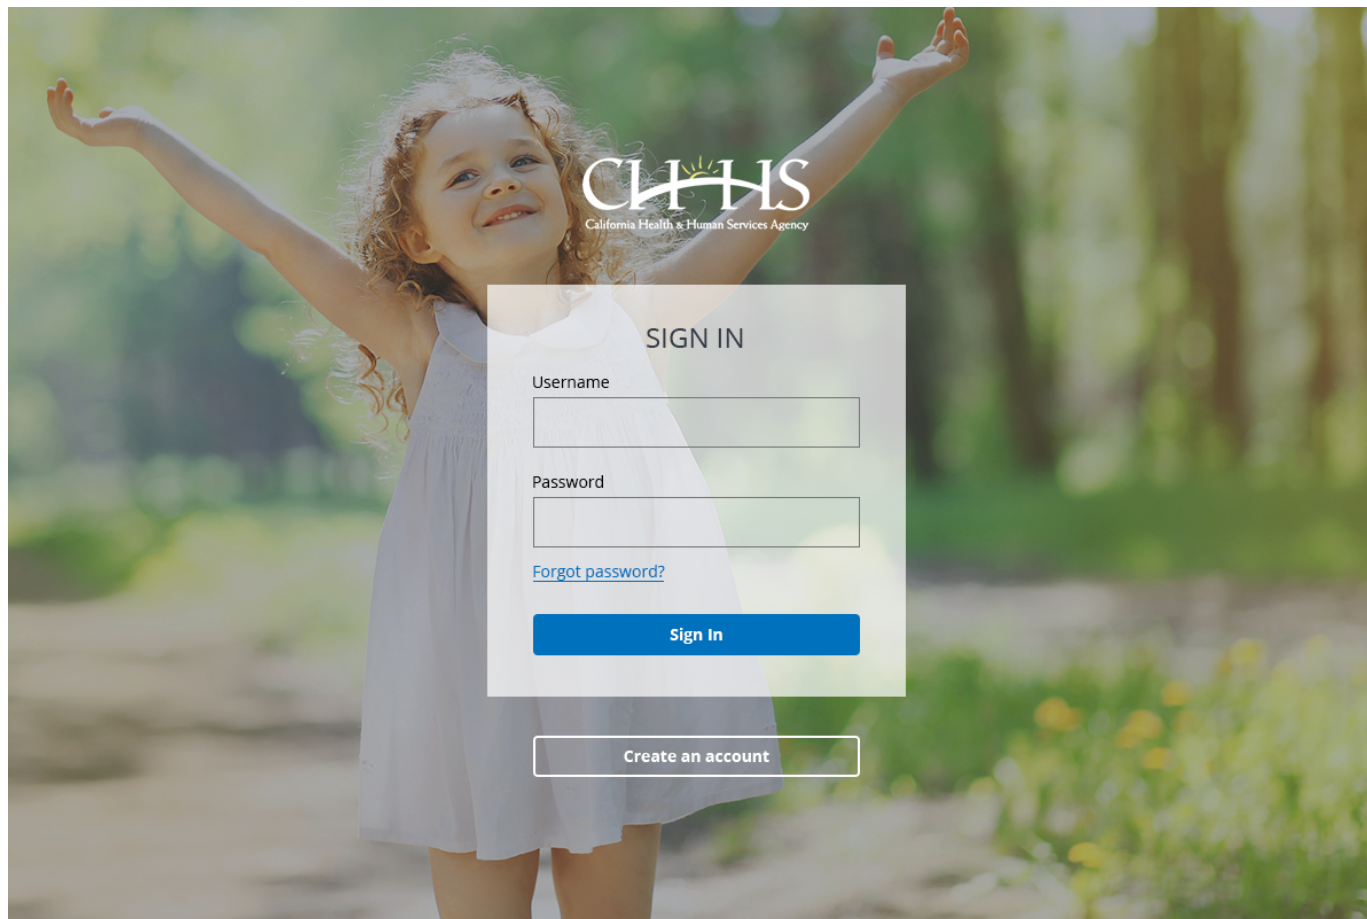 CHHS
California Health & Human Services Agency
SIGN IN
Username
Password
Forgot password?
Sign In
Create an account